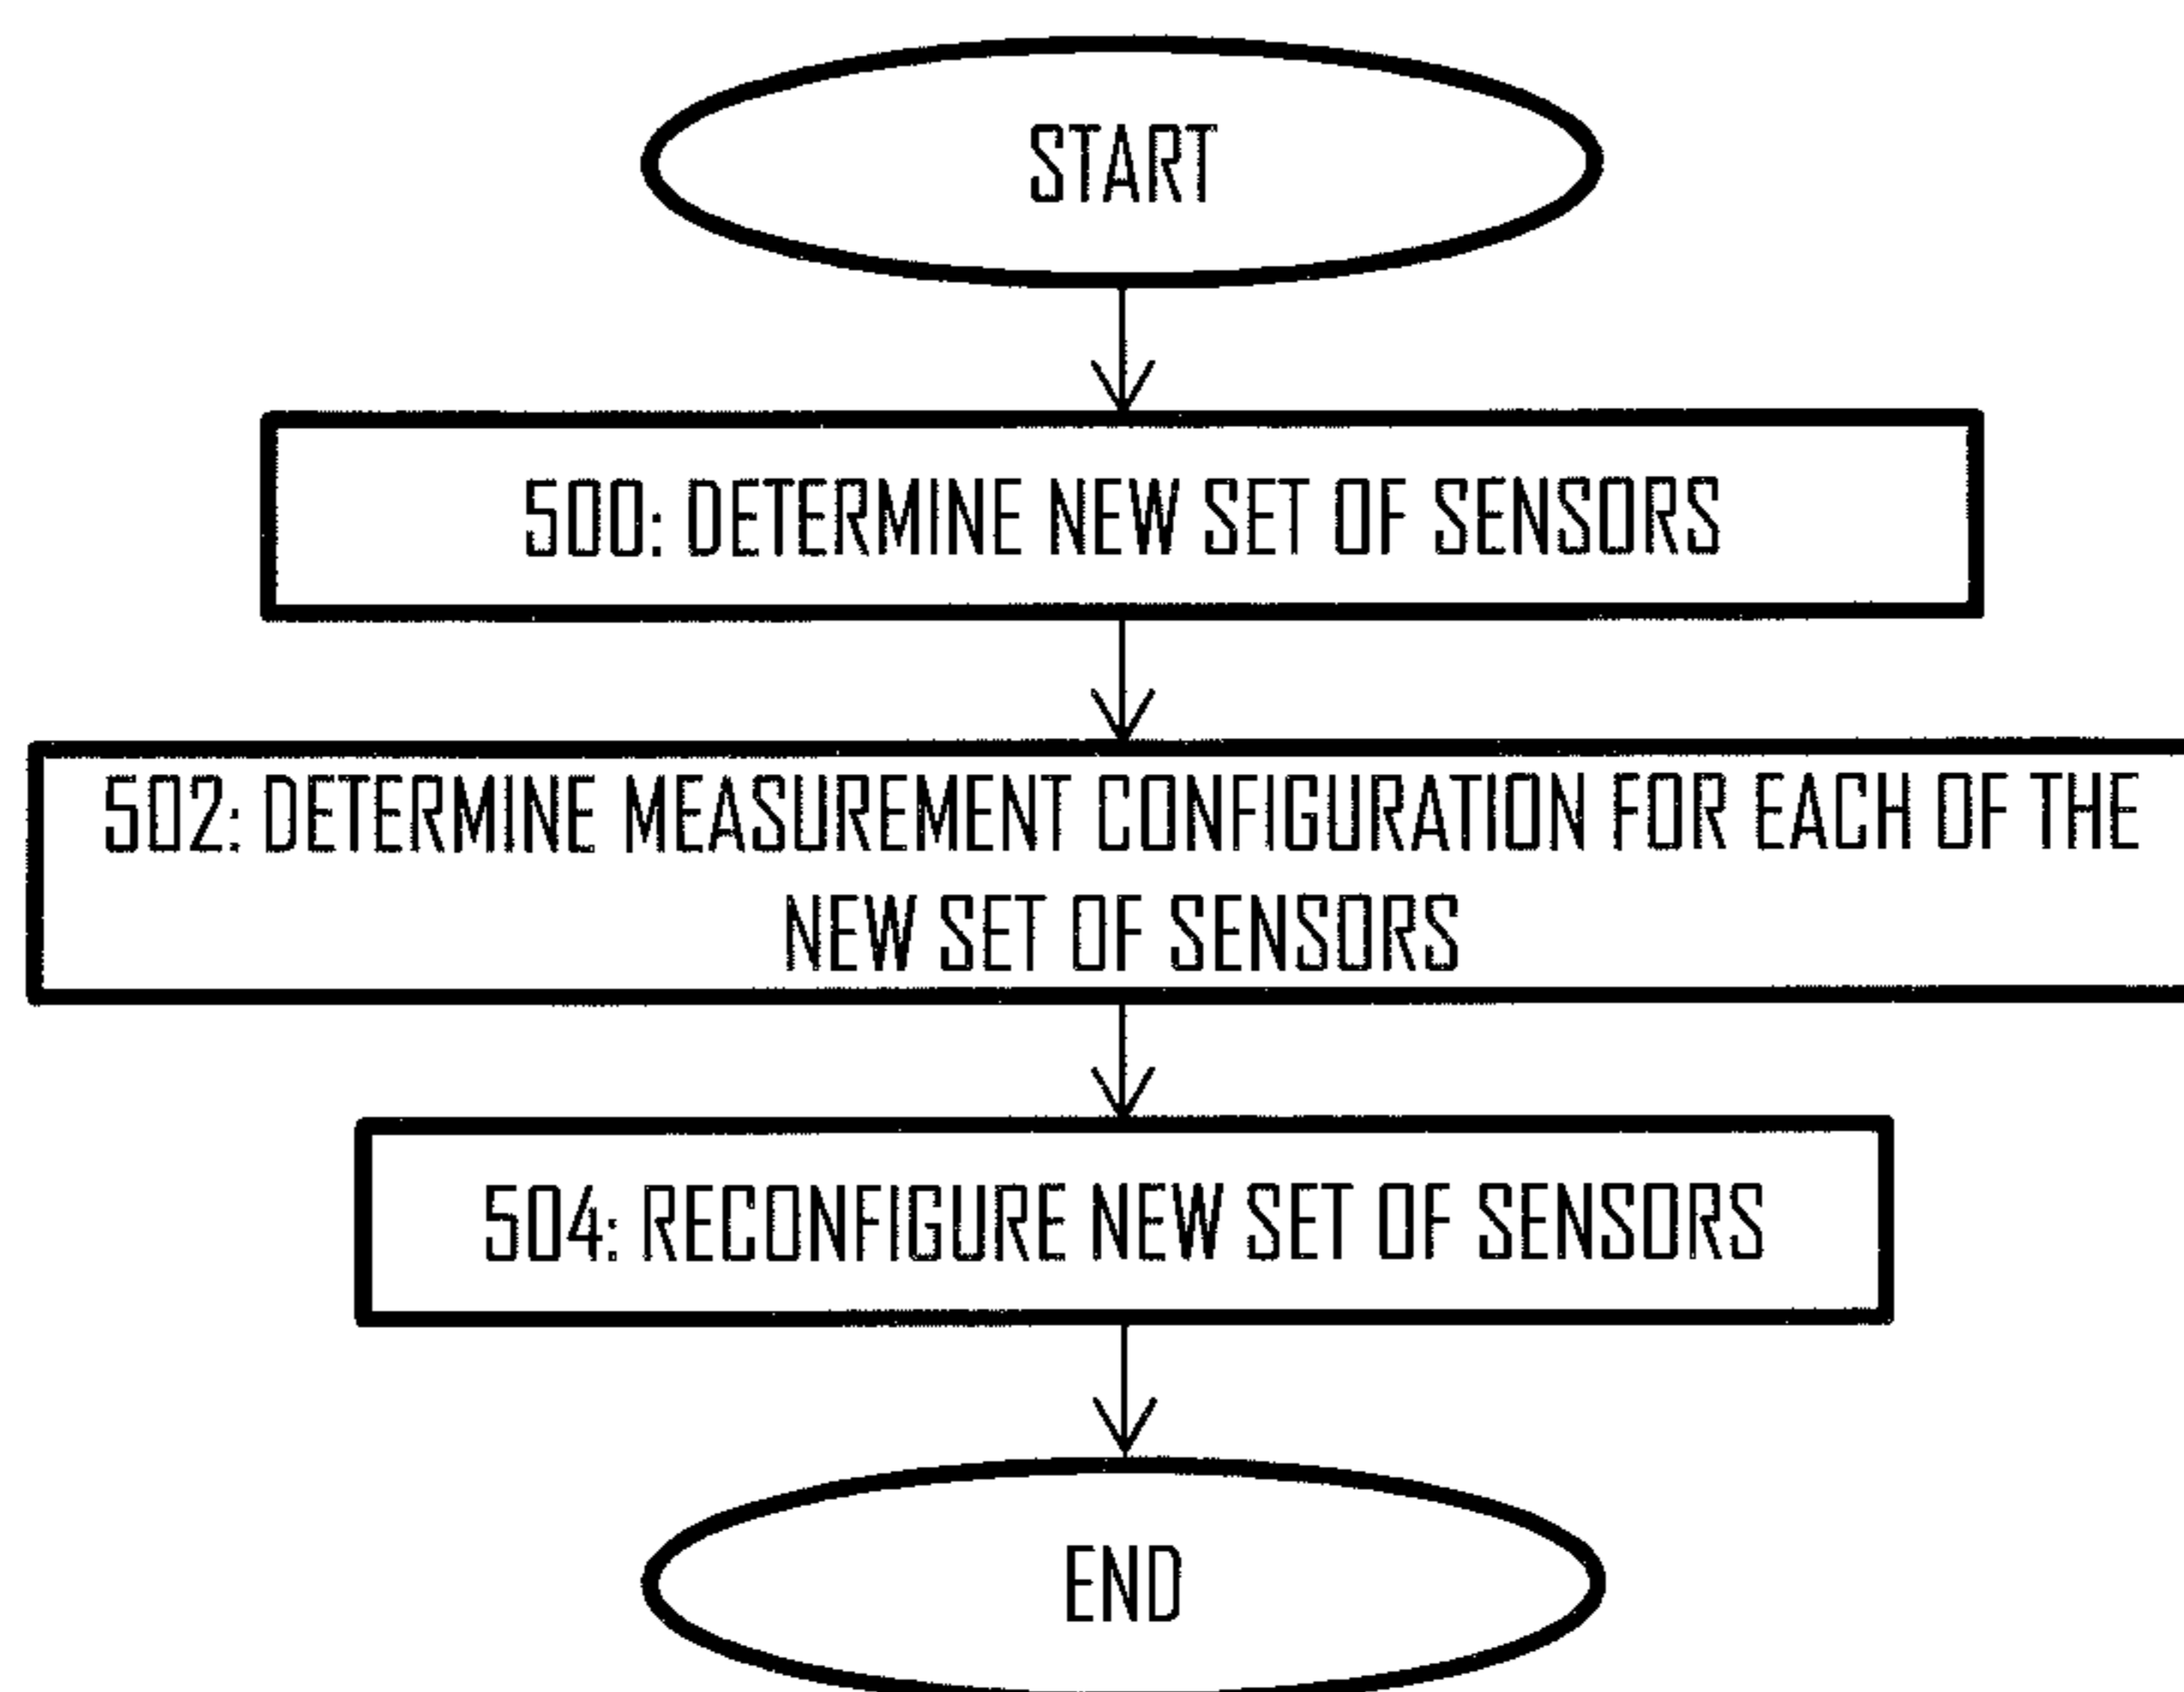 START
500: DETERMINE NEW SET OF SENSORS
502: DETERMINE MEASUREMENT CONFIGURATION FOR EACH OF THE
NEW SET OF SENSORS
504: RECONFIGURE NEW SET OF SENSORS
END